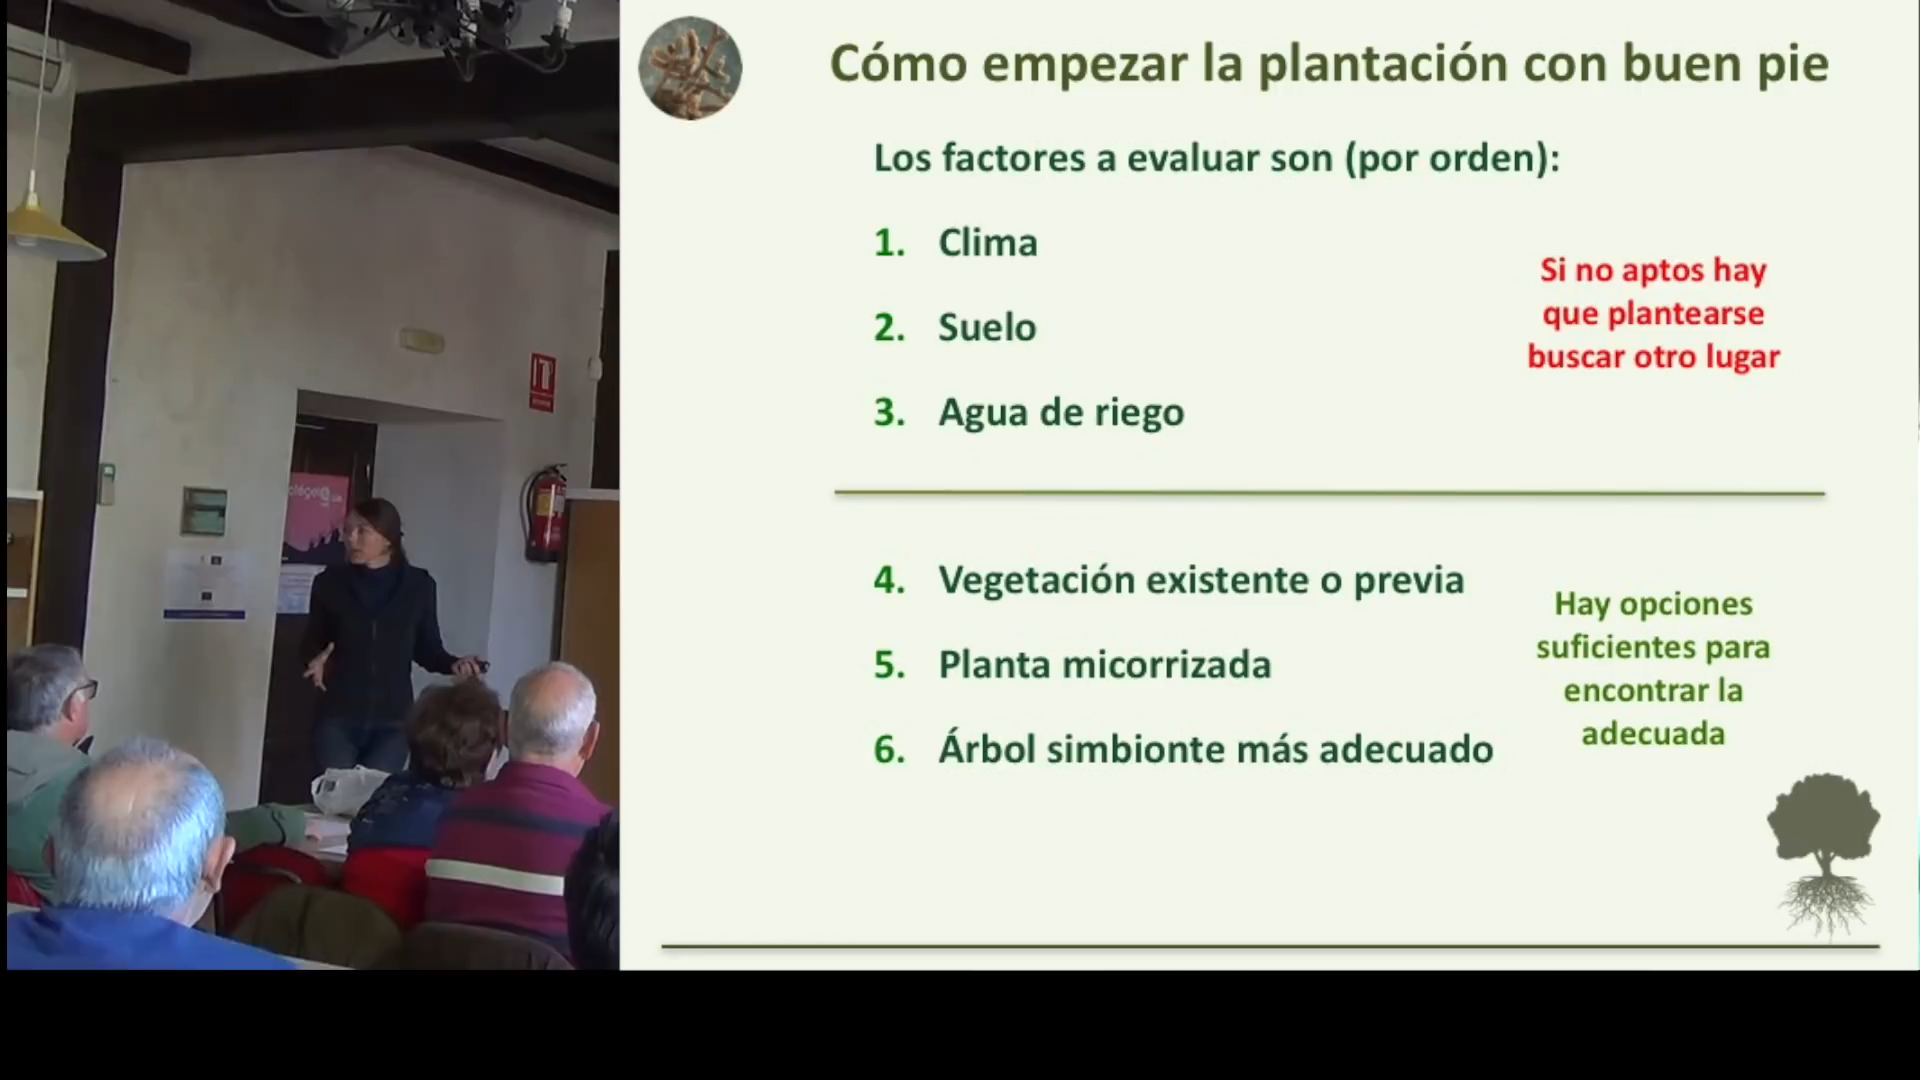 Cómo empezar la plantación con buen pie
Los factores a evaluar son (por orden):
1. Clima
2. Suelo
3. Agua de riego
Si no aptos hay
que plantearse
buscar otro lugar
4. Vegetación existente o previa
5. Planta micorrizada
6. Árbol simbionte más adecuado
Hay opciones
suficientes para
encontrar la
adecuada